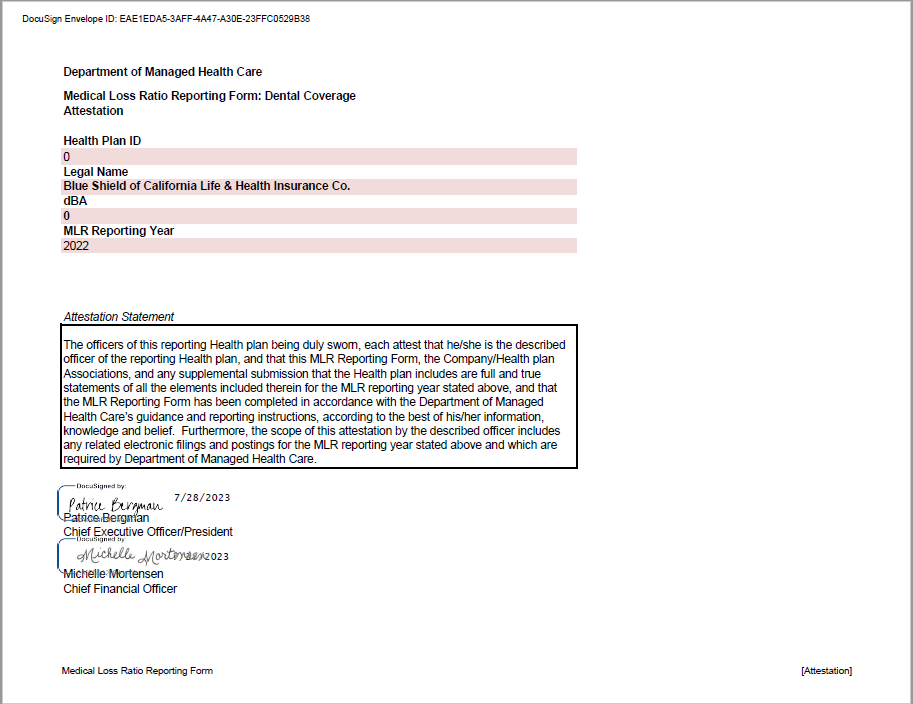 DocuSign Envelope ID: EAE1EDA5-3AFF-4A47-A30E-23FFC0529B38
Department of Managed Health Care
Medical Loss Ratio Reporting Form: Dental Coverage
Attestation
Health Plan ID
0
Legal Name
Blue Shield of California Life & Health Insurance Co.
dBA
0
MLR Reporting Year
2022
Attestation Statement
The officers of this reporting Health plan being duly sworn, each attest that he/she is the described
officer of the reporting Health plan, and that this MLR Reporting Form, the Company/Health plan
Associations, and any supplemental submission that the Health plan includes are full and true
statements of all the elements included therein for the MLR reporting year stated above, and that
the MLR Reporting Form has been completed in accordance with the Department of Managed
Health Care's guidance and reporting instructions, according to the best of his/her information,
knowledge and belief.  Furthermore, the scope of this attestation by the described officer includes
any related electronic filings and postings for the MLR reporting year stated above and which are
required by Department of Managed Health Care.
DocuSigned by:
Patrice Bergman 7/28/2023
Patrice Bergman
Chief Executive Officer/President
DocuSigned by:
Michelle Mortensen 2023
Michelle Mortensen
Chief Financial Officer
Medical Loss Ratio Reporting Form [Attestation]